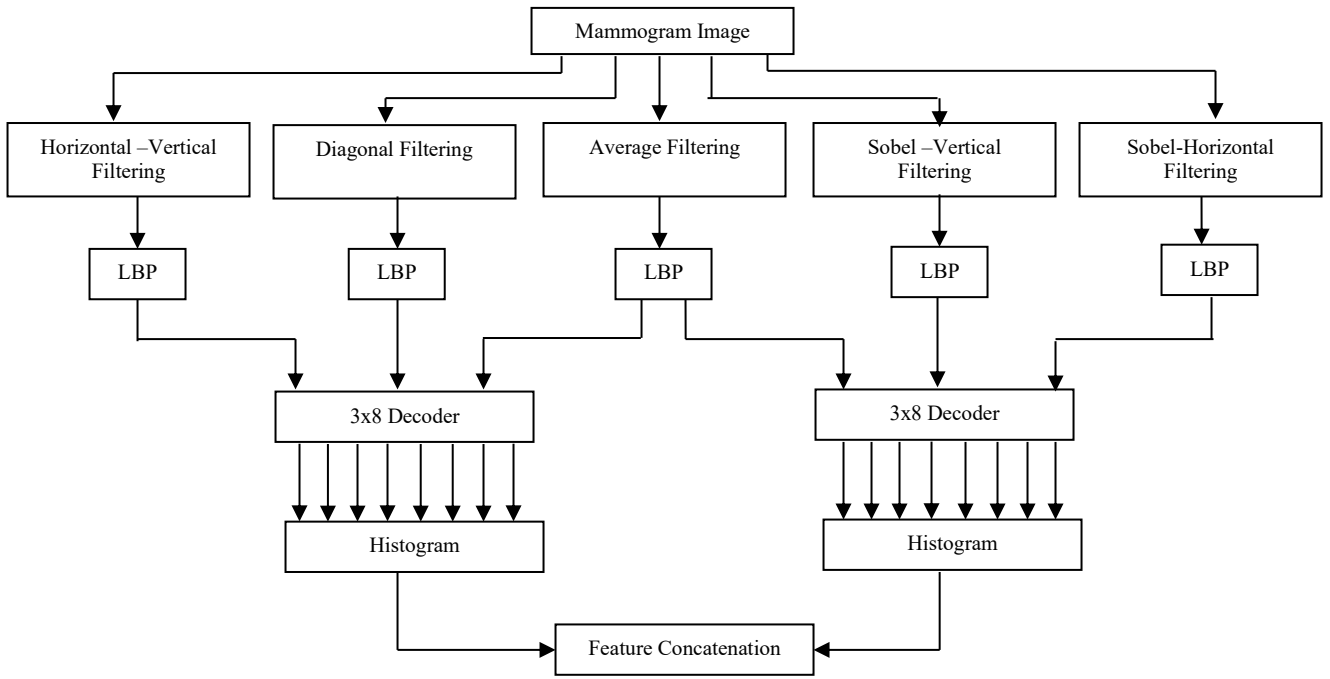 Mammogram Image
Horizontal –Vertical
Filtering
Diagonal Filtering
Average Filtering
Sobel –Vertical
Filtering
Sobel-Horizontal
Filtering
LBP
LBP
LBP
LBP
LBP
3x8 Decoder
3x8 Decoder
Histogram
Histogram
Feature Concatenation